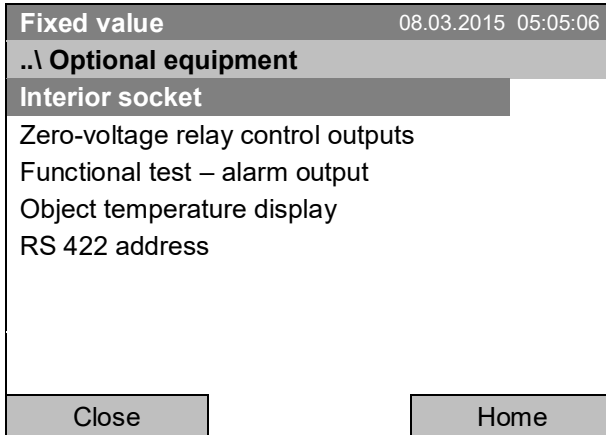 Fixed value 08.03.2015 05:05:06
..\ Optional equipment
Interior socket
Zero-voltage relay control outputs
Functional test – alarm output
Object temperature display
RS 422 address
Close Home